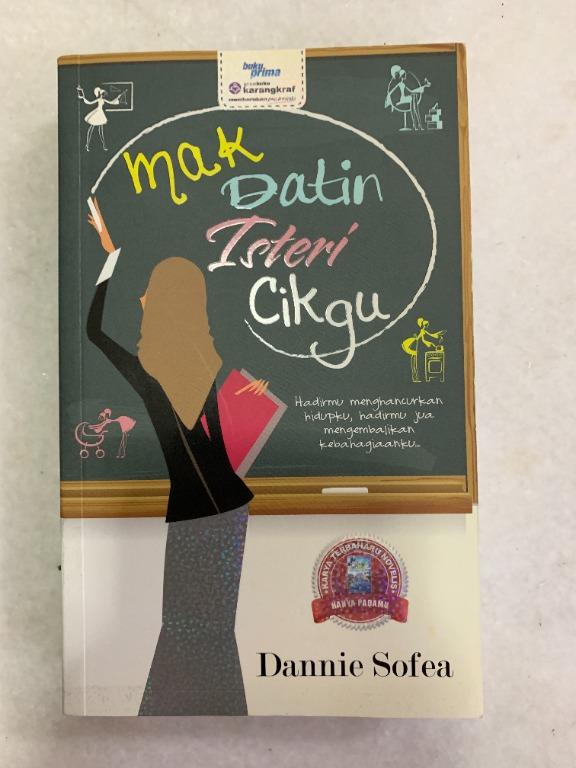 buku
prima
karangkraf
Mak
Datin
Isteri
Cikgu
Hadirmu menghancurkan
hidupku, hadirmu jua
mengembalikan
kebahagiaanku...
KARYA TERBAHARU NOVELIS
HANYA PADAMU
Dannie Sofea